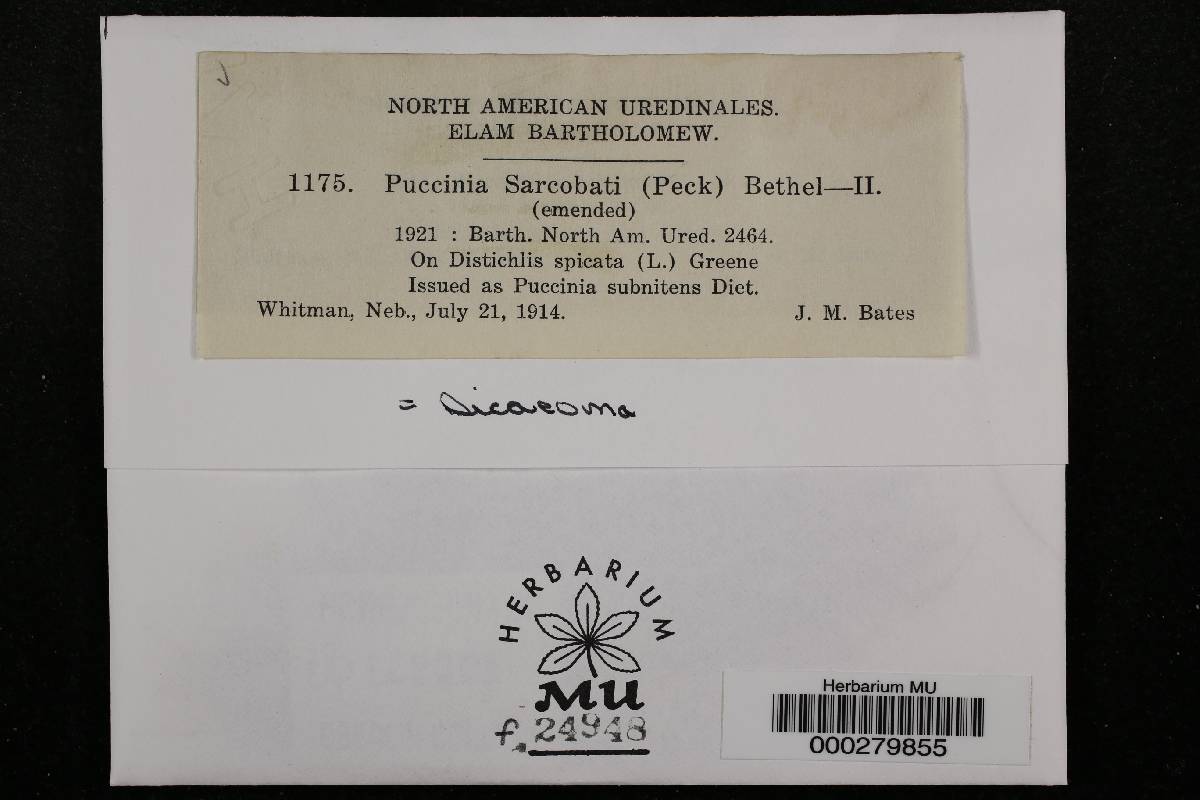 NORTH AMERICAN UREDINALES.
ELAM BARTHOLOMEW.
1175. Puccinia Sarcobati (Peck) Bethel—II.
(emended)
1921 : Barth. North Am. Ured. 2464.
On Distichlis spicata (L.) Greene
Issued as Puccinia subnitens Diet.
Whitman, Neb., July 21, 1914. J. M. Bates
= Dicaeoma
HERBARIUM
MU
f. 24948
Herbarium MU
000279855